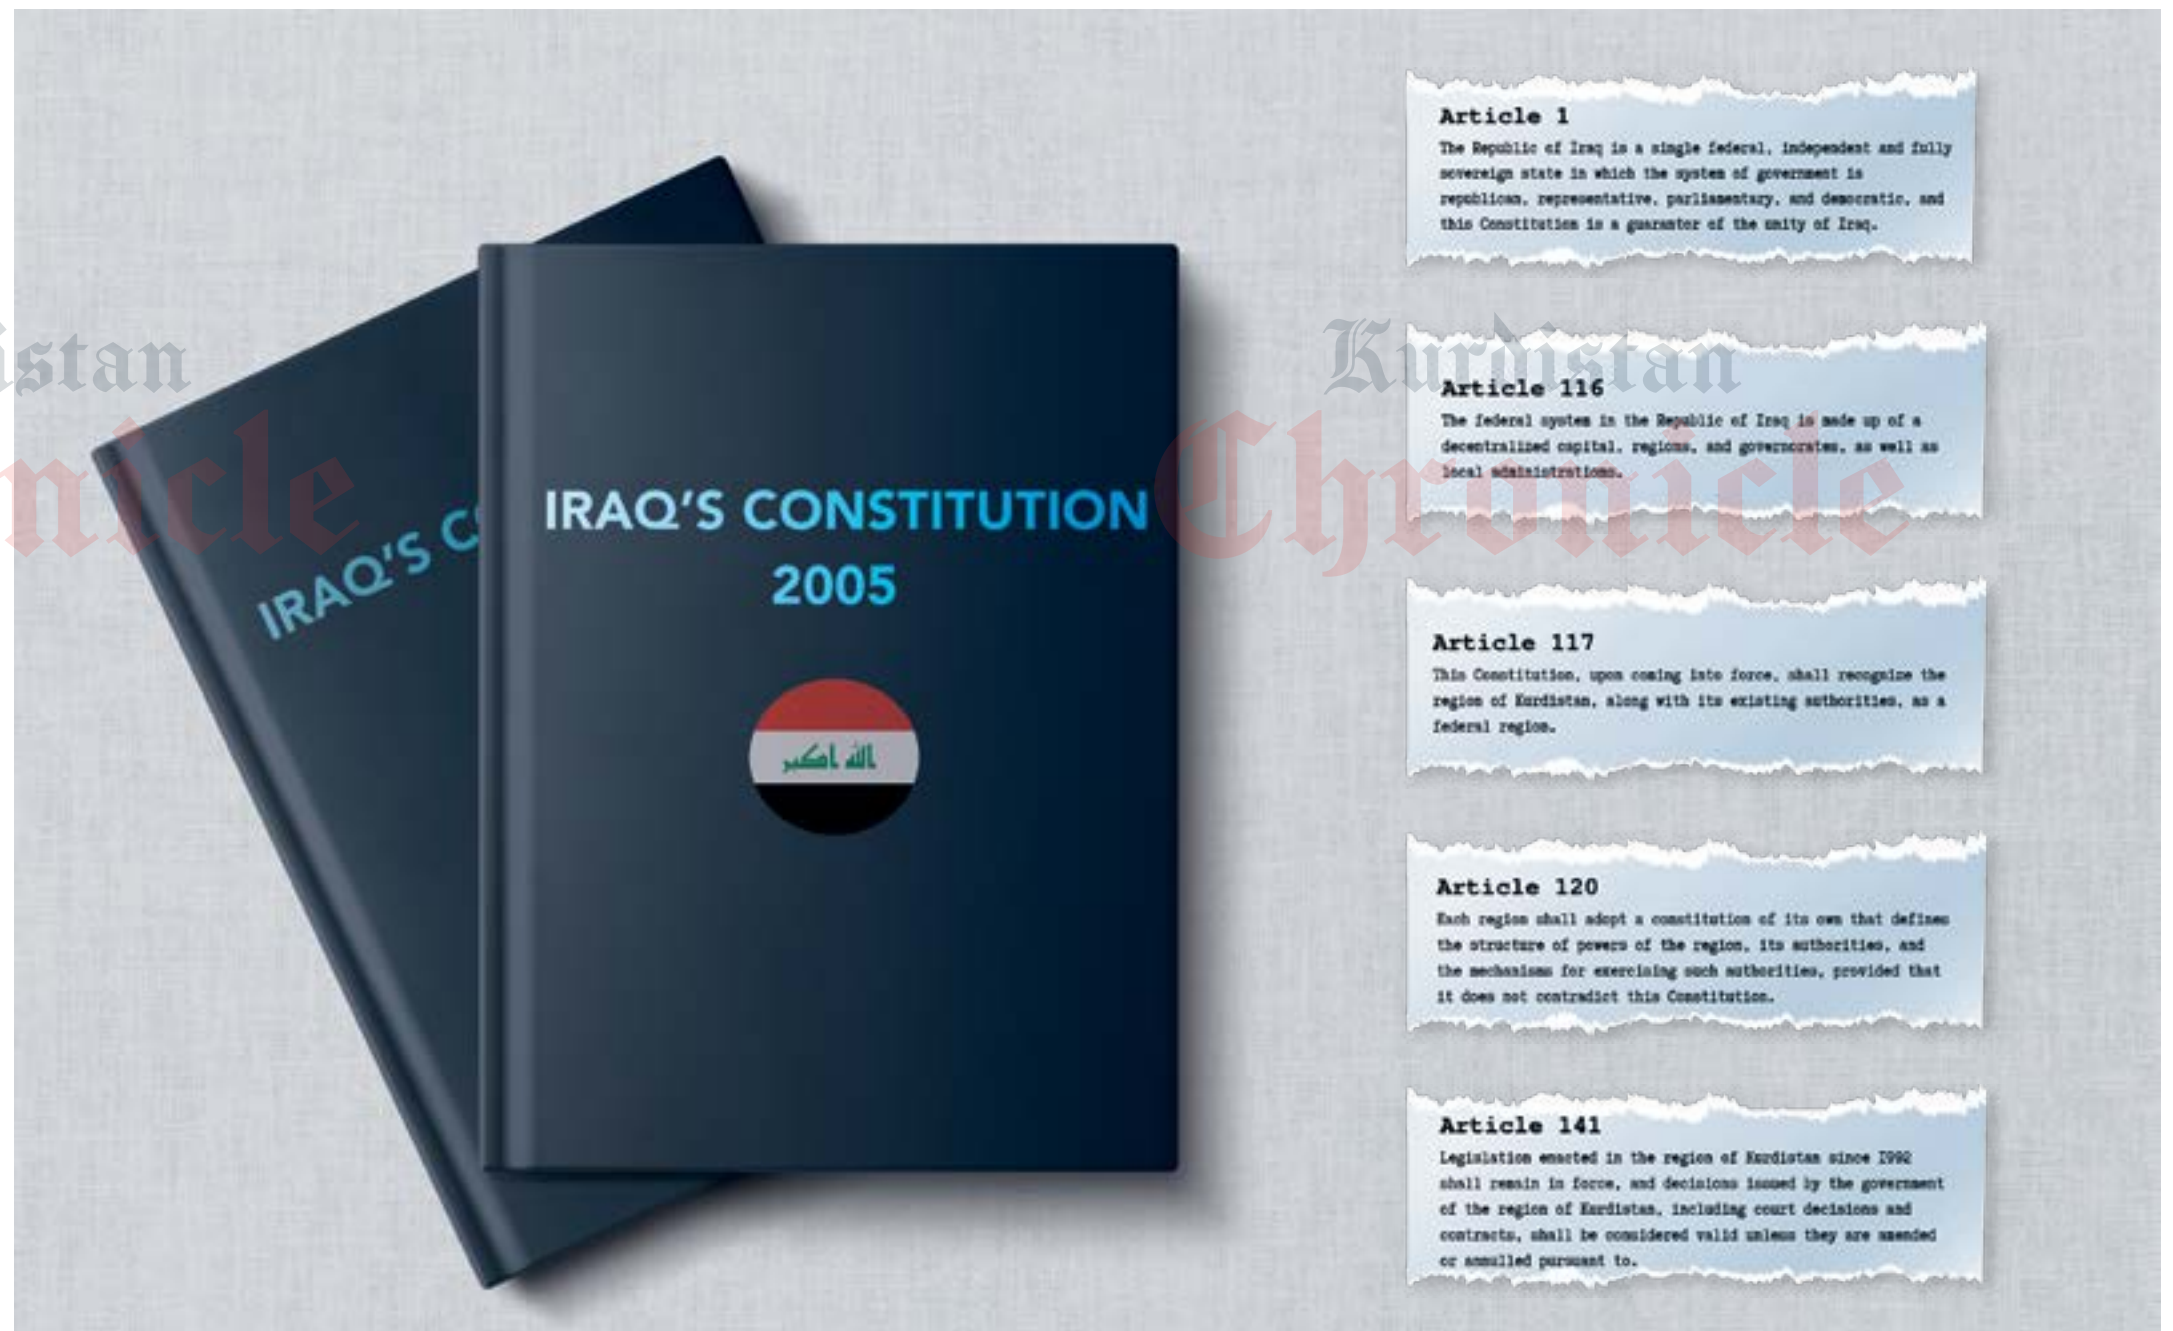 IRAQ'S C
IRAQ'S CONSTITUTION
2005
الله اكبر
Article 1
The Republic of Iraq is a single federal, independent and fully
sovereign state in which the system of government is
republican, representative, parliamentary, and democratic, and
this Constitution is a guarantor of the unity of Iraq.
Article 116
The federal system in the Republic of Iraq is made up of a
decentralized capital, regions, and governorates, as well as
local administrations.
Article 117
This Constitution, upon coming into force, shall recognize the
region of Kurdistan, along with its existing authorities, as a
federal region.
Article 120
Each region shall adopt a constitution of its own that defines
the structure of powers of the region, its authorities, and
the mechanisms for exercising such authorities, provided that
it does not contradict this Constitution.
Article 141
Legislation enacted in the region of Kurdistan since 1992
shall remain in force, and decisions issued by the government
of the region of Kurdistan, including court decisions and
contracts, shall be considered valid unless they are amended
or annulled pursuant to.
istan
nicle
Kurdistan
Chronicle